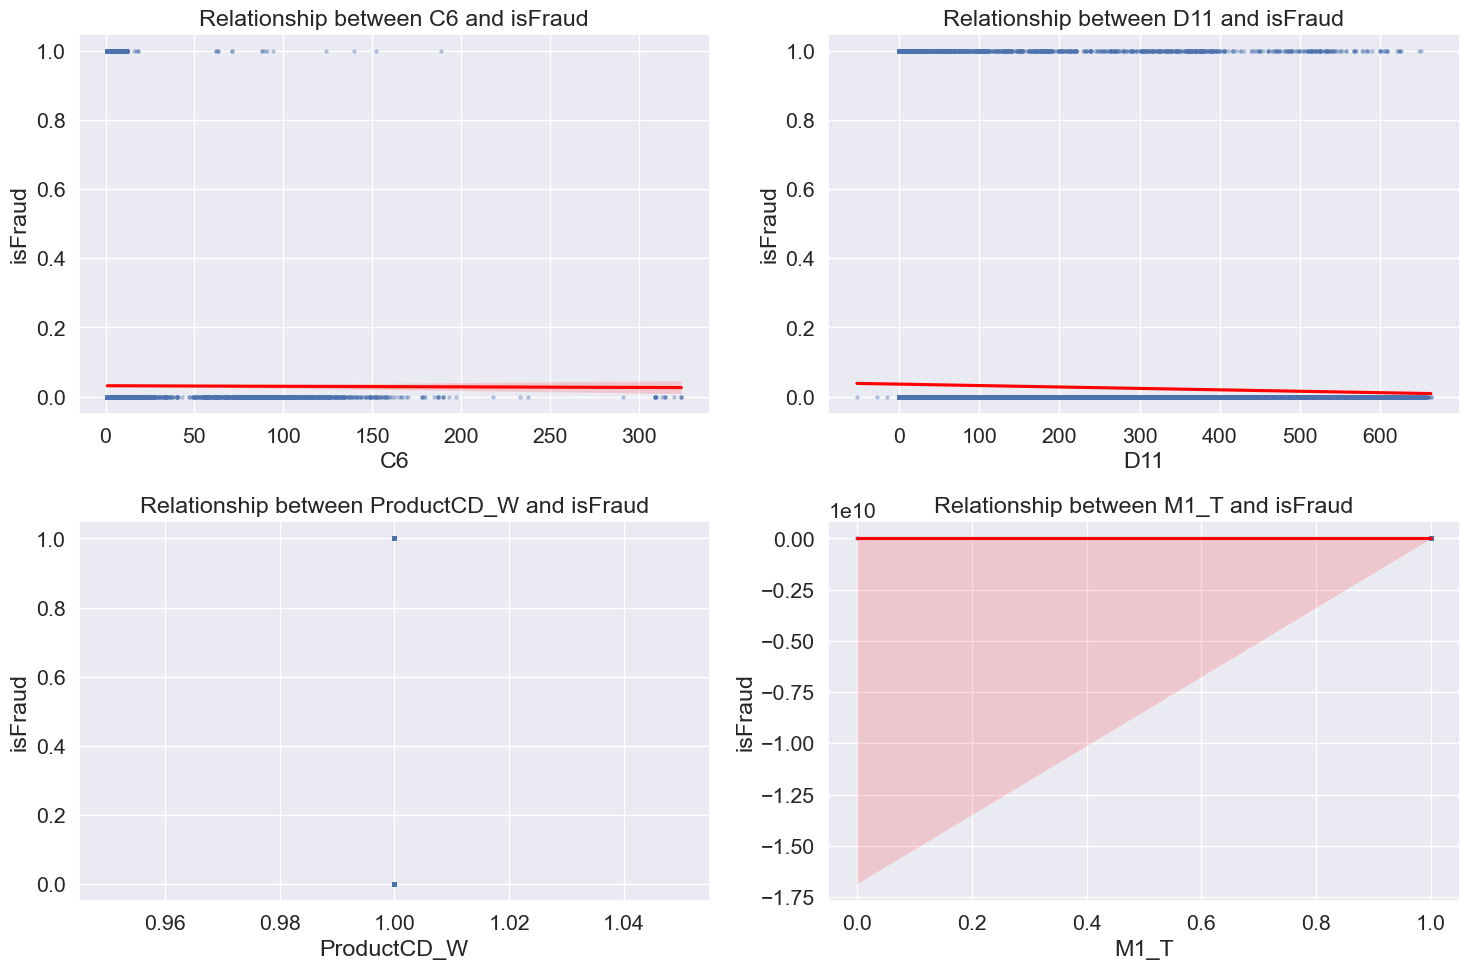 Relationship between C6 and isFraud
1.0
0.8
0.6
0.4
0.2
0.0
isFraud
0 50 100 150 200 250 300
C6
Relationship between D11 and isFraud
1.0
0.8
0.6
0.4
0.2
0.0
isFraud
0 100 200 300 400 500 600
D11
Relationship between ProductCD_W and isFraud
1.0
0.8
0.6
0.4
0.2
0.0
isFraud
0.96 0.98 1.00 1.02 1.04
ProductCD_W
Relationship between M1_T and isFraud
1e10
0.00
−0.25
−0.50
−0.75
−1.00
−1.25
−1.50
−1.75
isFraud
0.0 0.2 0.4 0.6 0.8 1.0
M1_T